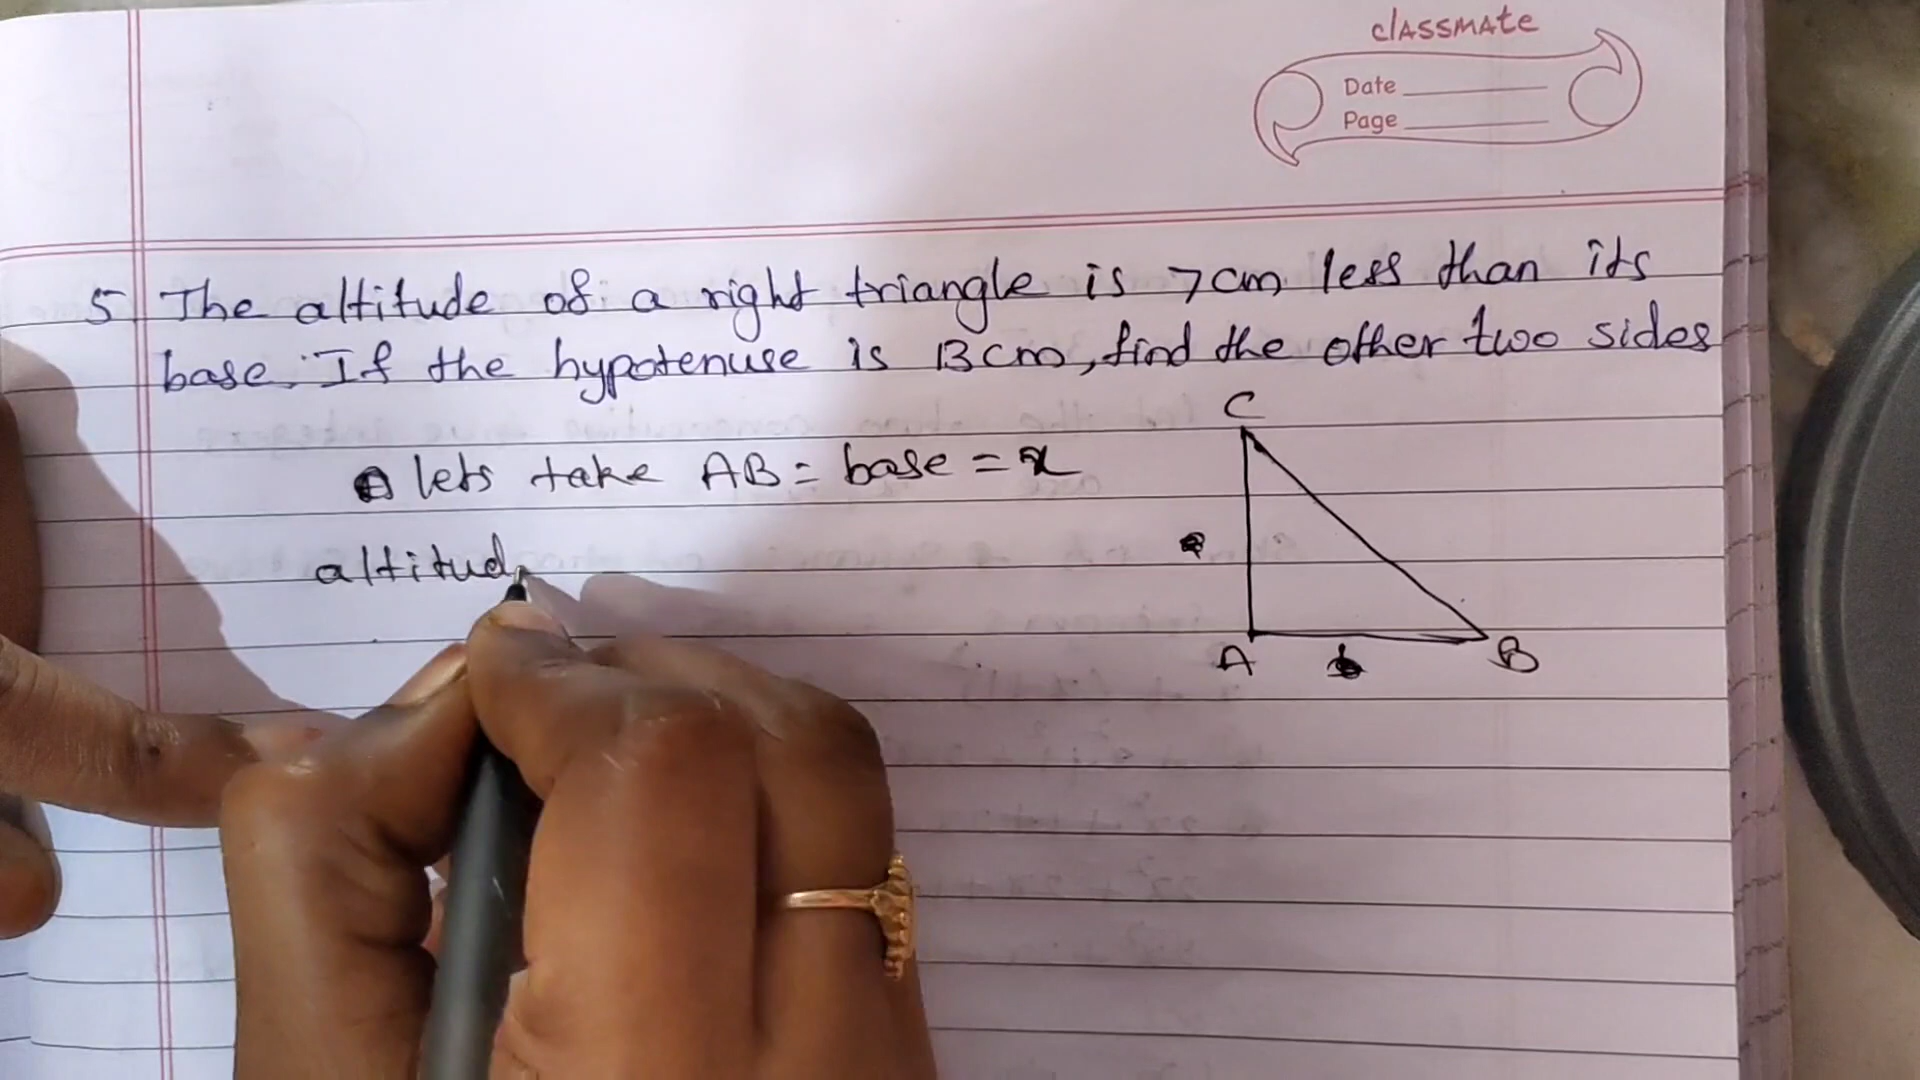 classmate
Date
Page
5. The altitude of a right triangle is 7cm less than its
base. If the hypotenuse is 13cm, find the other two sides
lets take AB = base = x
altitud
C
A
B